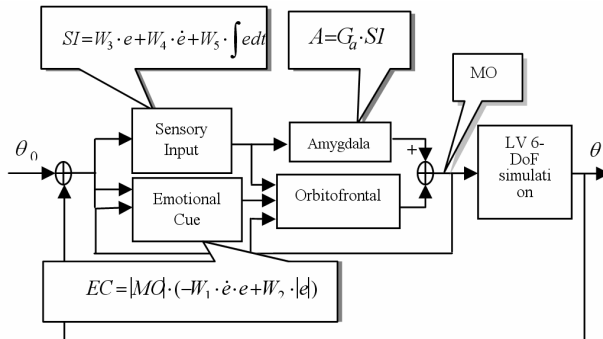 SI=W₃·e+W₄·ė+W₅·∫edt
A=Gₐ·SI
MO
θ₀
Sensory
Input
Amygdala
+
LV 6-
DoF
simulati
on
θ
Emotional
Cue
Orbitofrontal
EC=|MO|·(-W₁·ė·e+W₂·|e|)